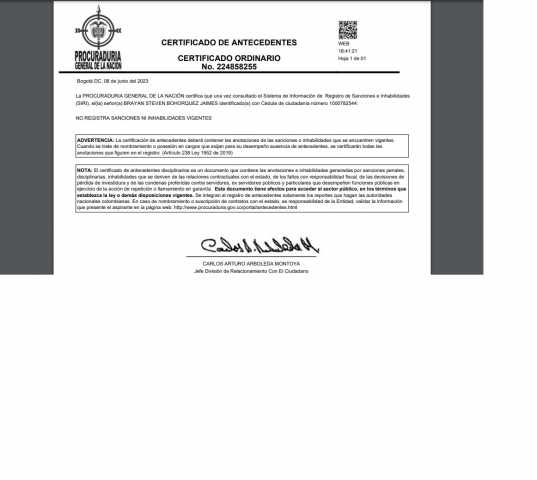 PROCURADURIA
GENERAL DE LA NACION
CERTIFICADO DE ANTECEDENTES
CERTIFICADO ORDINARIO
No. 224858255
WEB
16:41:21
Hoja 1 de 01
Bogotá DC, 08 de junio del 2023
La PROCURADURIA GENERAL DE LA NACIÓN certifica que una vez consultado el Sistema de Información de Registro de Sanciones e Inhabilidades
(SIRI), el(la) señor(a) BRAYAN STEVEN BOHORQUEZ JAIMES identificado(a) con Cédula de ciudadanía número 1000782544:
NO REGISTRA SANCIONES NI INHABILIDADES VIGENTES
ADVERTENCIA: La certificación de antecedentes deberá contener las anotaciones de las sanciones o inhabilidades que se encuentren vigentes.
Cuando se trate de nombramiento o posesión en cargos que exijan para su desempeño ausencia de antecedentes, se certificarán todas las
anotaciones que figuren en el registro. (Artículo 238 Ley 1952 de 2019)
NOTA: El certificado de antecedentes disciplinarios es un documento que contiene las anotaciones e inhabilidades generadas por sanciones penales,
disciplinarias, inhabilidades que se deriven de las relaciones contractuales con el estado, de los fallos con responsabilidad fiscal, de las decisiones de
pérdida de investidura y de las condenas proferidas contra servidores, ex servidores públicos y particulares que desempeñen funciones públicas en
ejercicio de la acción de repetición o llamamiento en garantía. Este documento tiene efectos para acceder al sector público, en los términos que
establezca la ley o demás disposiciones vigentes. Se integran al registro de antecedentes solamente los reportes que hagan las autoridades
nacionales colombianas. En caso de nombramiento o suscripción de contratos con el estado, es responsabilidad de la Entidad, validar la información
que presente el aspirante en la página web: http://www.procuraduria.gov.co/portal/antecedentes.html
CARLOS ARTURO ARBOLEDA MONTOYA
Jefe División de Relacionamiento Con El Ciudadano